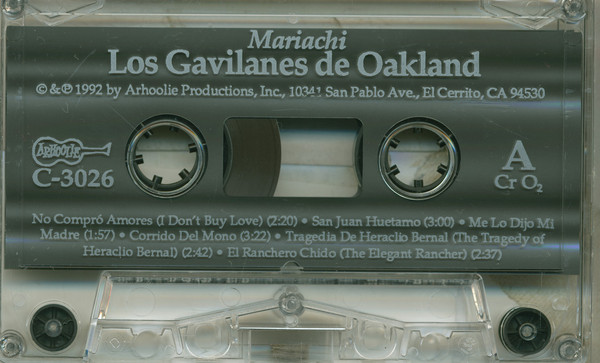 Mariachi
Los Gavilanes de Oakland
© & ℗ 1992 by Arhoolie Productions, Inc., 10341 San Pablo Ave., El Cerrito, CA 94530
ARHOOLIE
C-3026
A
Cr O₂
No Compró Amores (I Don't Buy Love) (2:20) • San Juan Huetamo (3:00) • Me Lo Dijo Mi
Madre (1:57) • Corrido Del Mono (3:22) • Tragedia De Heraclio Bernal (The Tragedy of
Heraclio Bernal) (2:42) • El Ranchero Chido (The Elegant Rancher) (2:37)